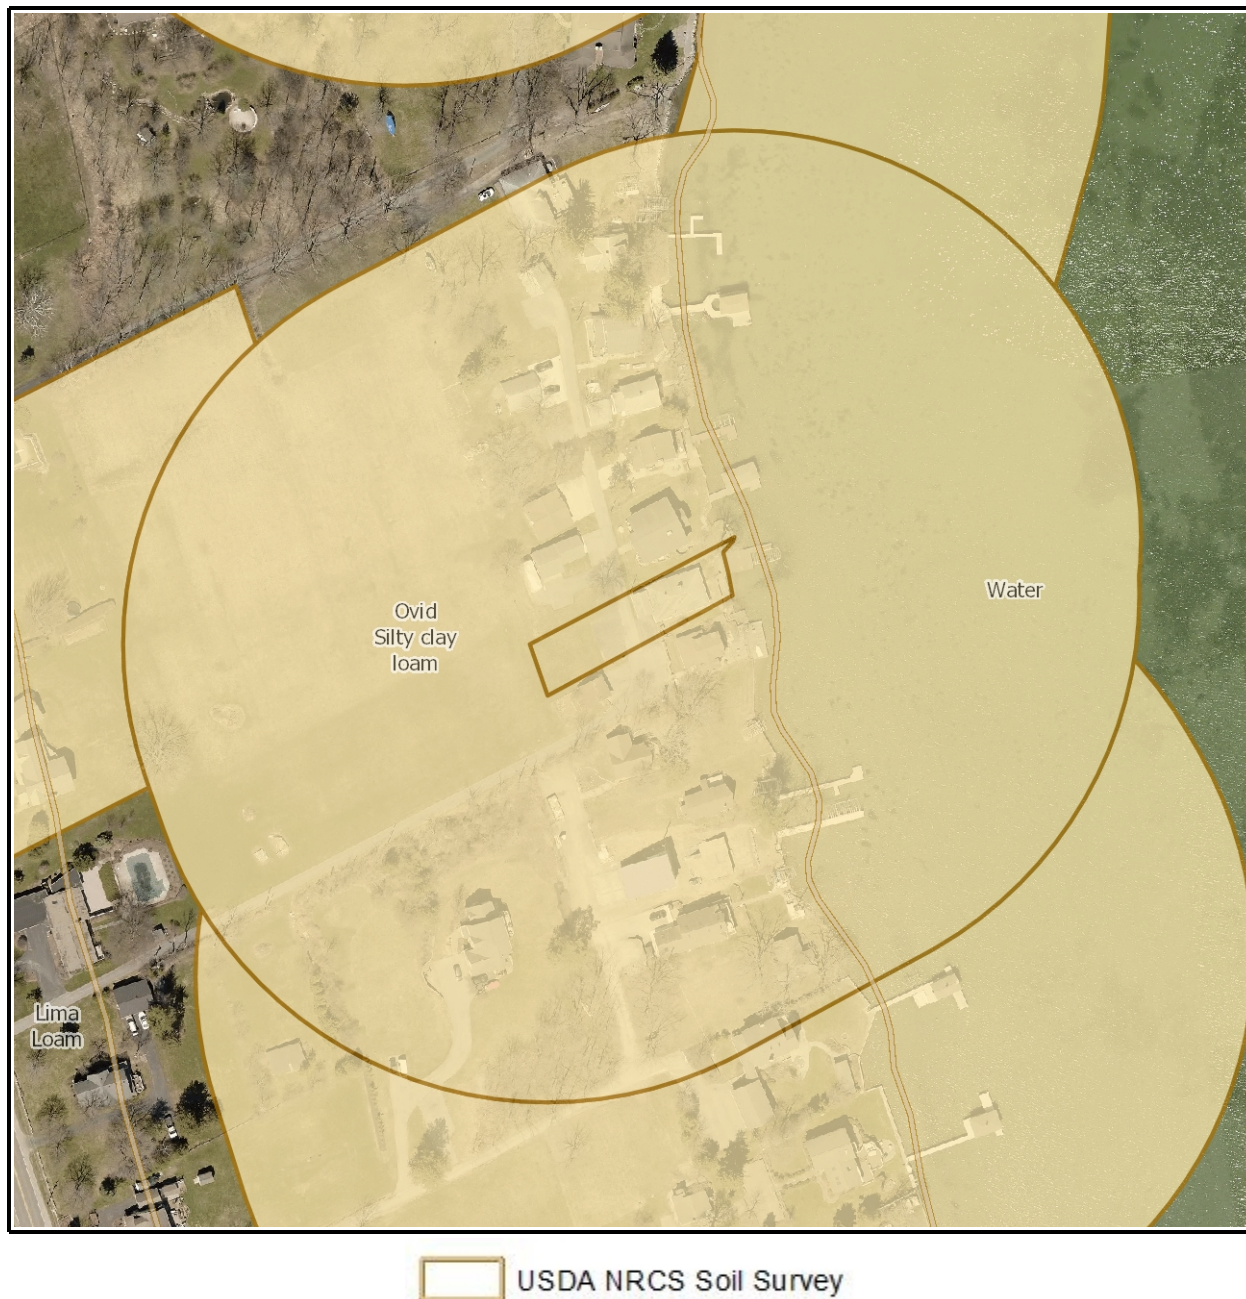 Ovid
Silty clay
loam
Water
Lima
Loam
USDA NRCS Soil Survey